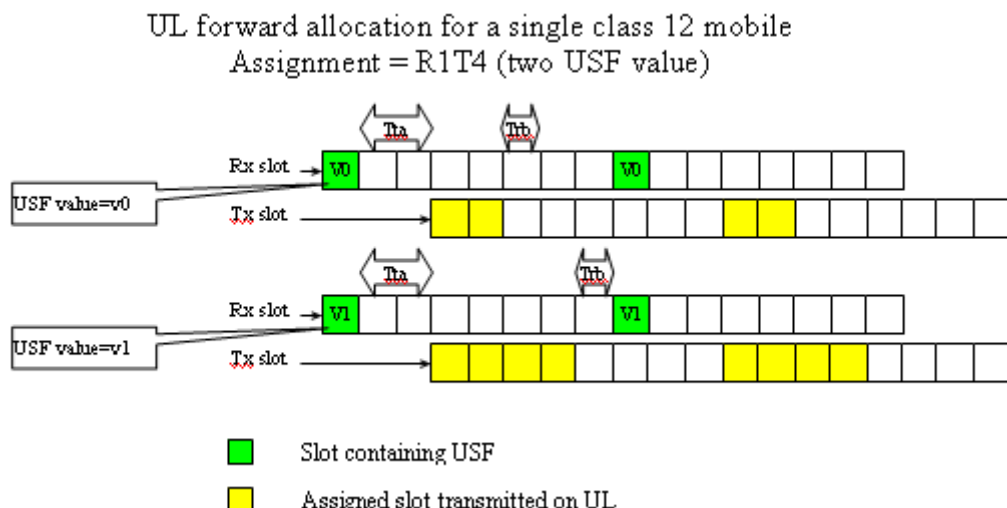 UL forward allocation for a single class 12 mobile
Assignment = R1T4 (two USF value)
Tta
Trb
Rx slot
V0
V0
USF value=v0
Tx slot
Tta
Trb
Rx slot
V1
V1
USF value=v1
Tx slot
Slot containing USF
Assigned slot transmitted on UL